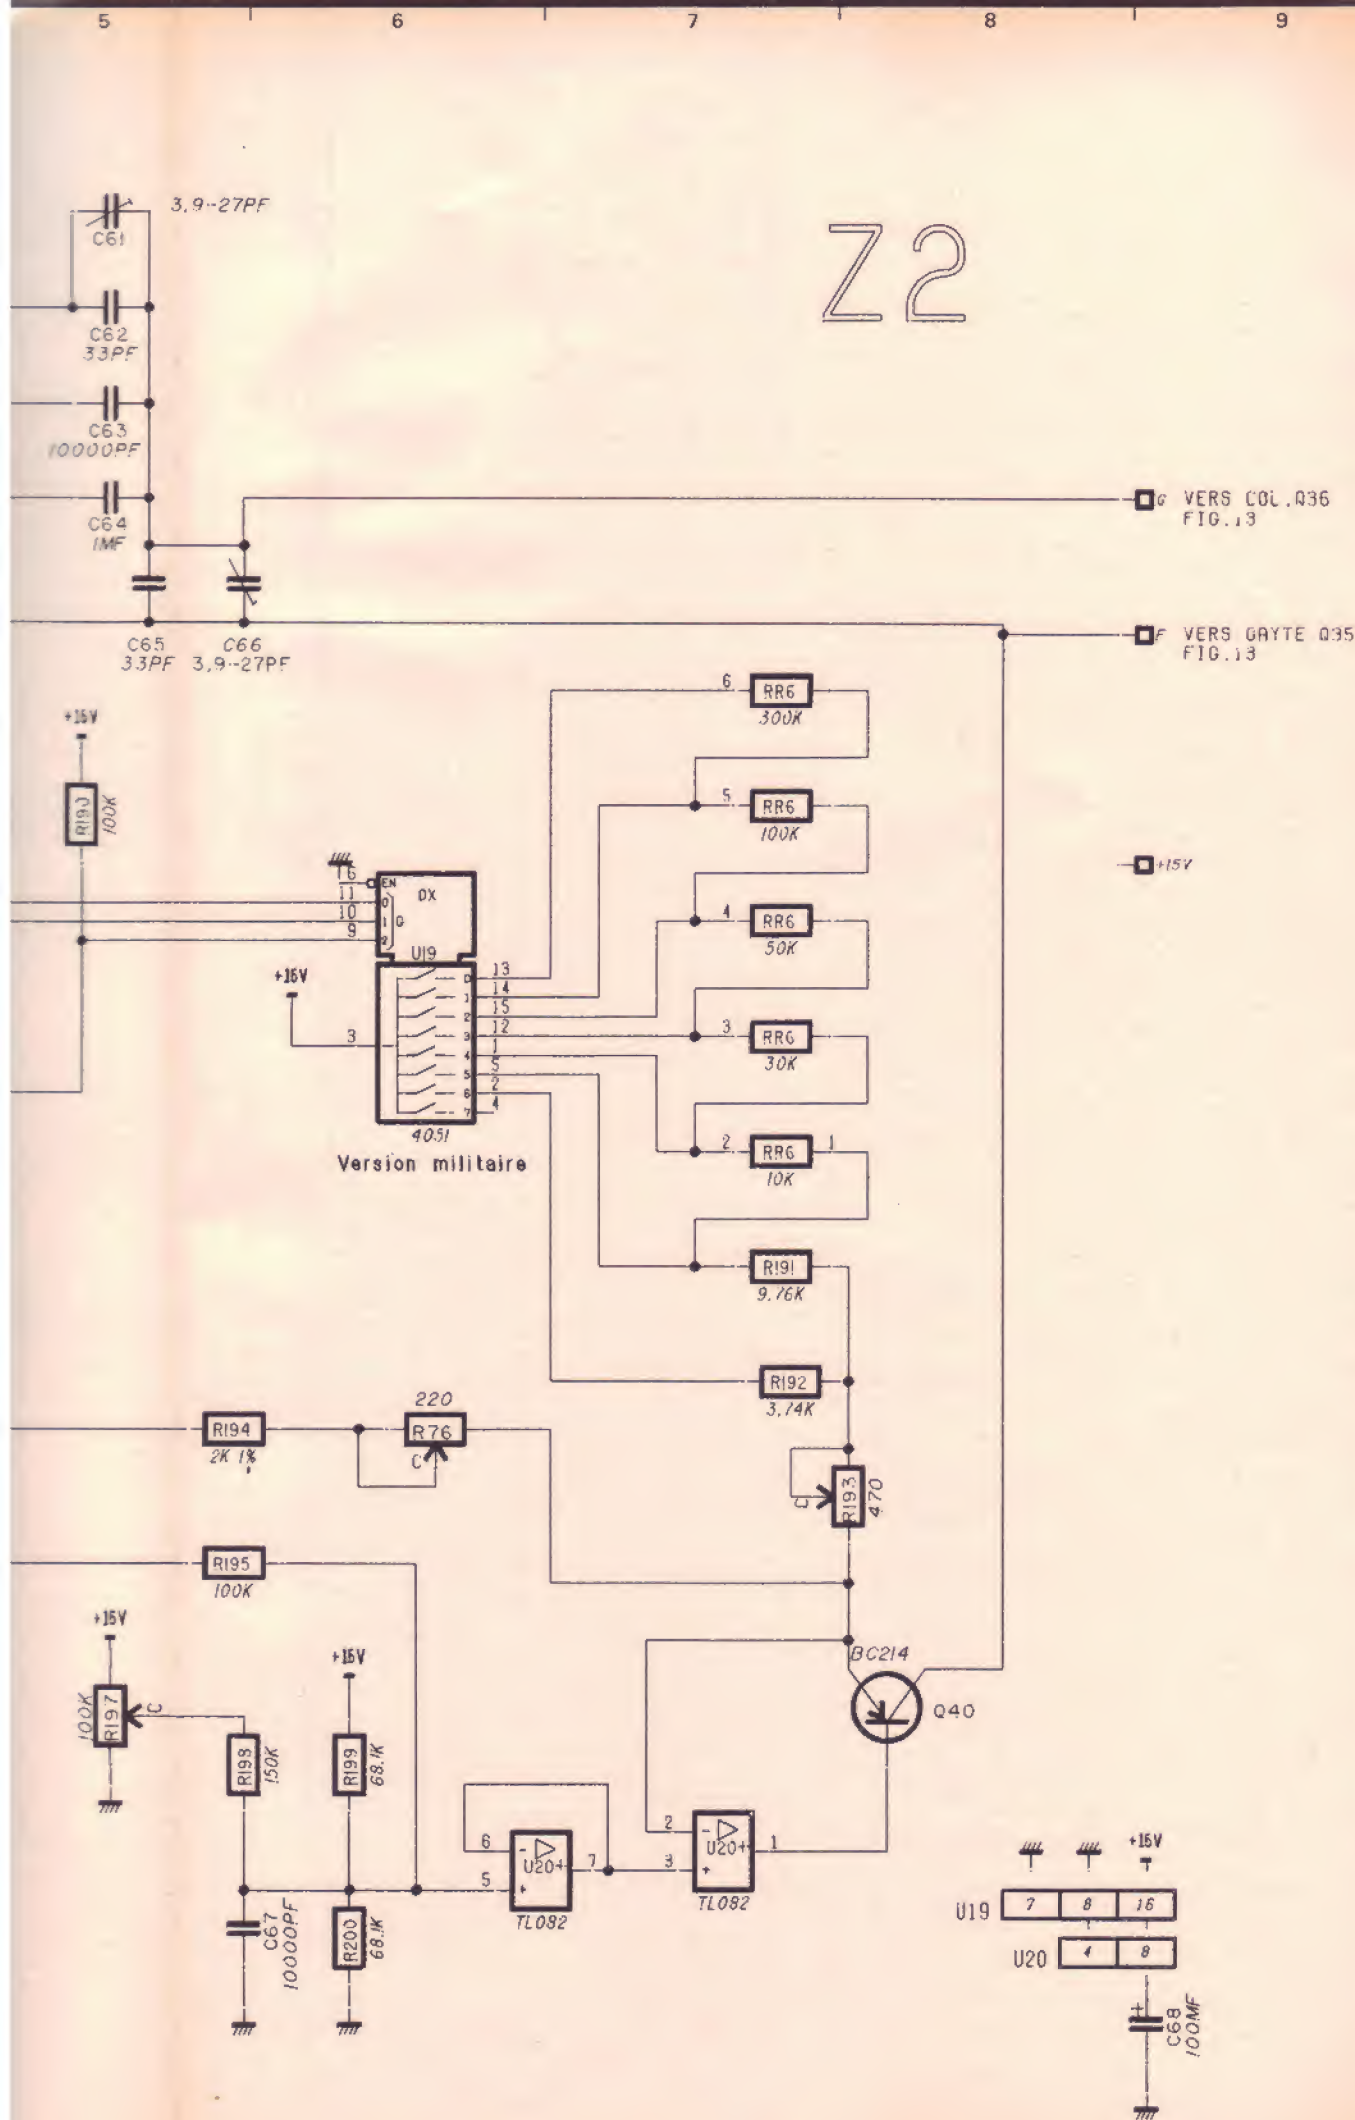 5 6 7 8 9
Z2
3,9-27PF
C61
C62
33PF
C63
10000PF
C64
1MF
G VERS COL.Q36
FIG.13
C65
33PF
C66
3,9-27PF
F VERS GAYTE Q35
FIG.13
6 RR6
300K
+15V
R190
100K
5 RR6
100K
+15V
6 EN
11 0
10 1 G
9 2
DX
U19
4 RR6
50K
+15V
3
0 13
1 14
2 15
3 12
4 1
5 5
6 2
7 4
4051
Version militaire
3 RR6
30K
2 RR6 1
10K
R191
9,76K
R192
3,74K
R194
2K 1%
220
R76
C
R193
470
C
R195
100K
+15V
100K
R197
C
+15V
R198
150K
R199
68.1K
BC214
Q40
6 -
5 +
U20+
7
TL082
2 -
3 +
U20+
1
TL082
C67
10000PF
R200
68.1K
+15V
U19 7 8 16
U20 4 8
+
C68
100MF